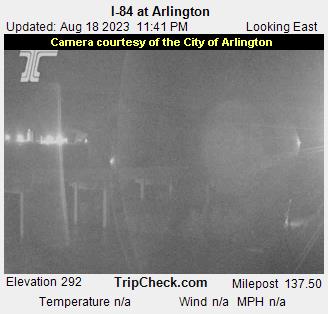 I-84 at Arlington
Updated: Aug 18 2023 11:41 PM Looking East
Camera courtesy of the City of Arlington
Elevation 292 TripCheck.com Milepost 137.50
Temperature n/a Wind n/a MPH n/a